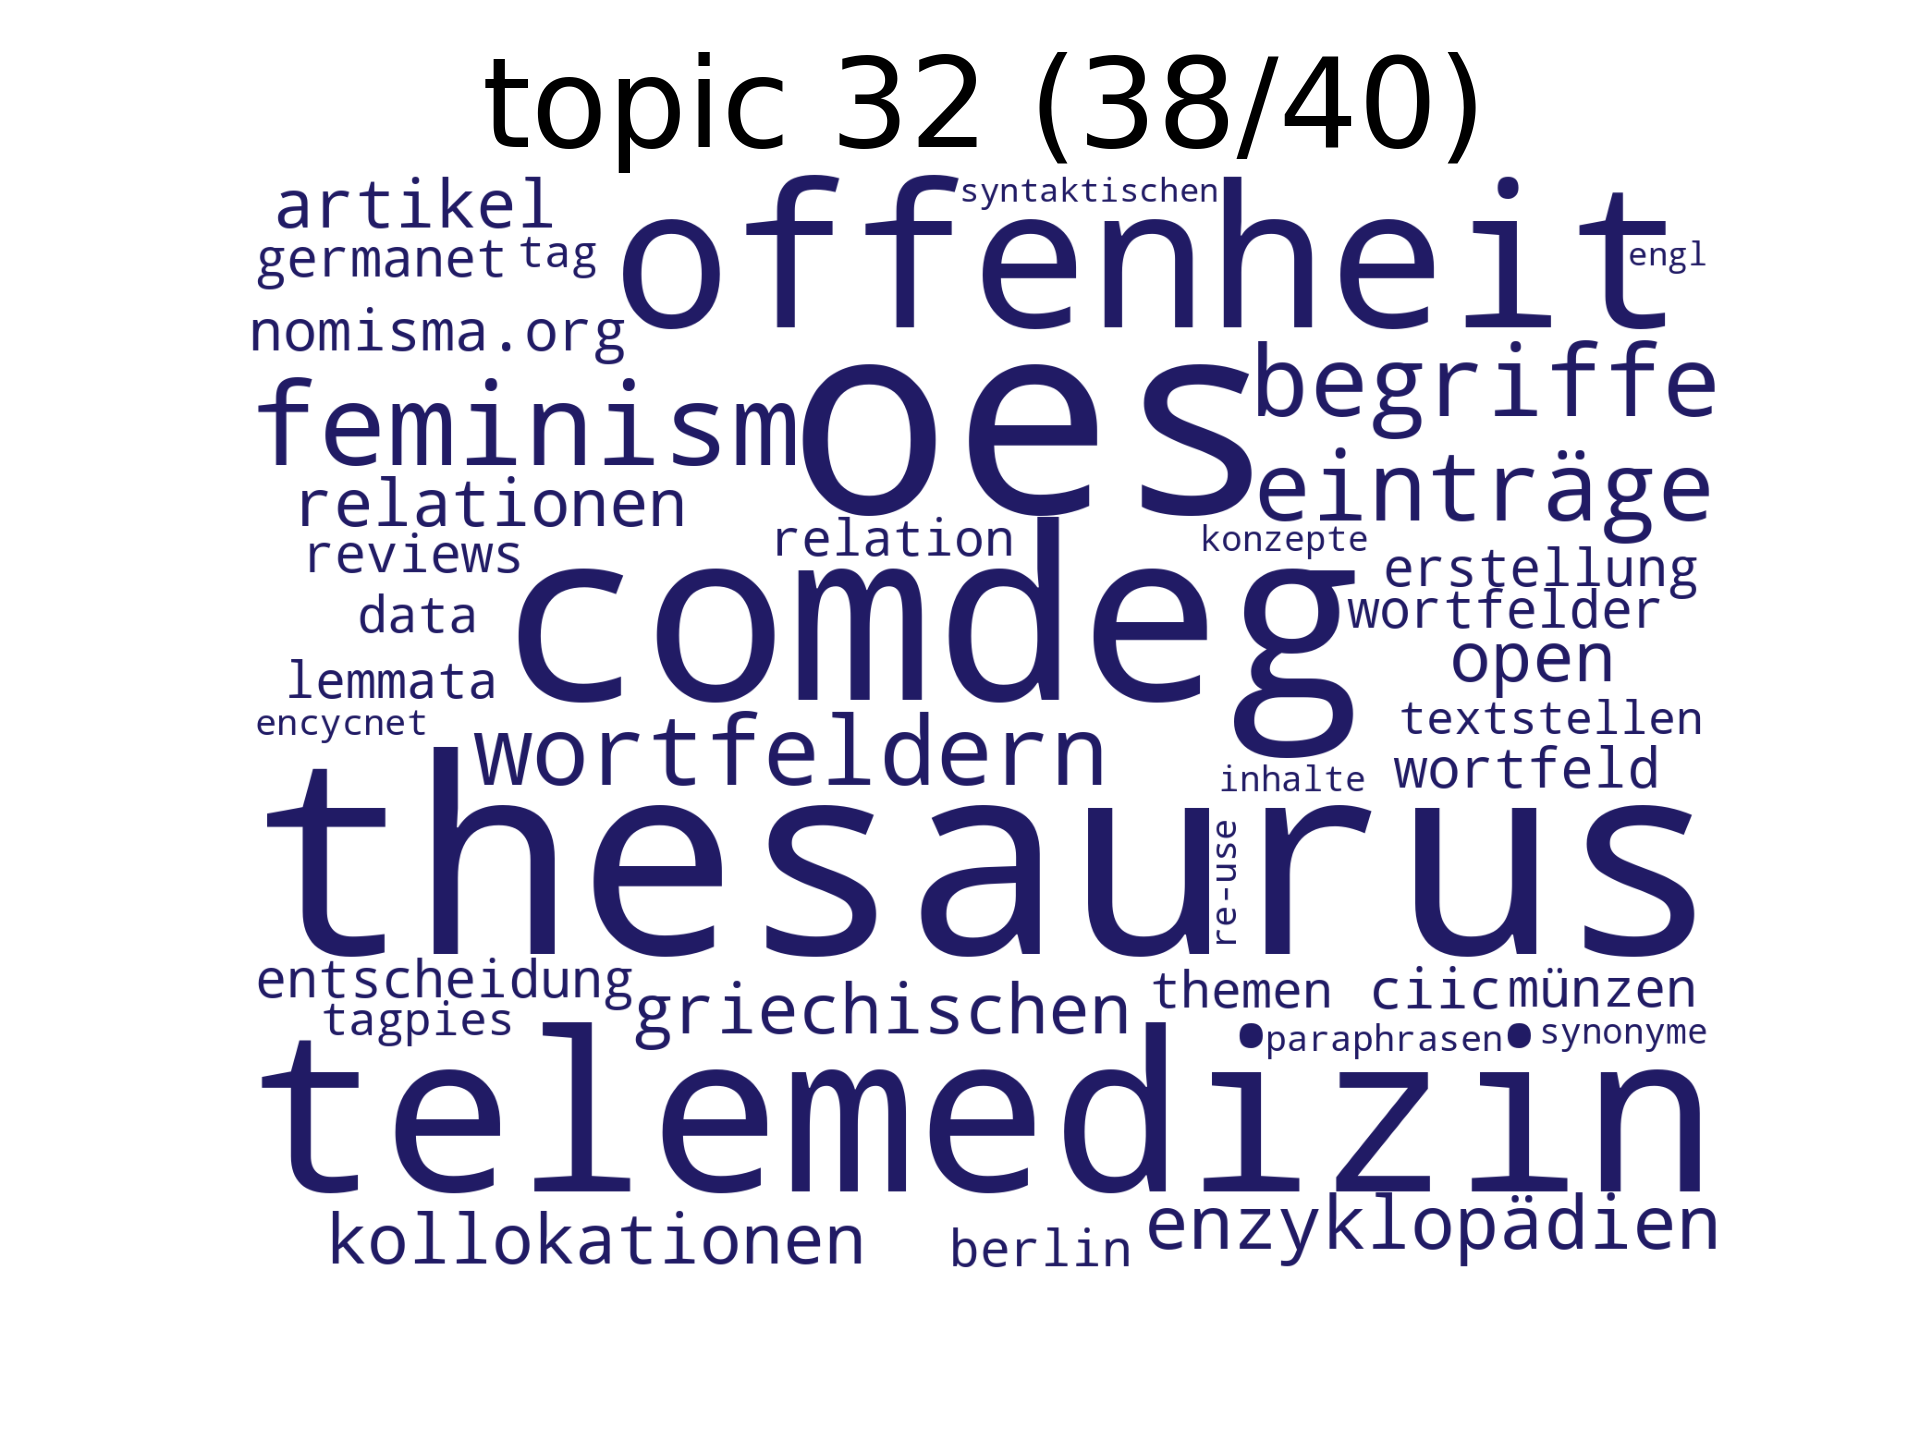 topic 32 (38/40)
artikel
offenheit
syntaktischen
germanet
tag
engl
nomisma.org
oes
begriffe
feminism
einträge
relationen
relation
konzepte
reviews
comdeg
erstellung
data
wortfelder
open
lemmata
encycnet
textstellen
wortfeldern
inhalte
wortfeld
thesaurus
re-use
entscheidung
griechischen
themen
ciic
münzen
tagpies
•paraphrasen•
synonyme
telemedizin
kollokationen
berlin
enzyklopädien